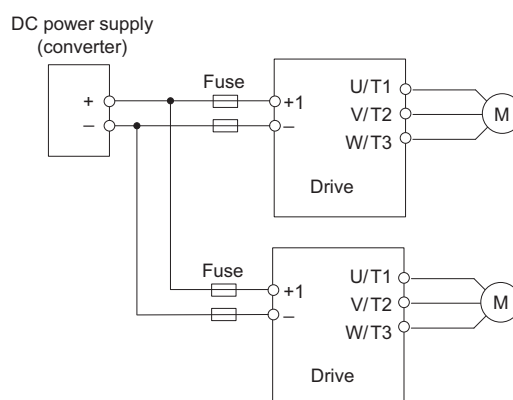 DC power supply
(converter)
Fuse
+
–
+1
–
U/T1
V/T2
W/T3
M
Drive
Fuse
+1
–
U/T1
V/T2
W/T3
M
Drive